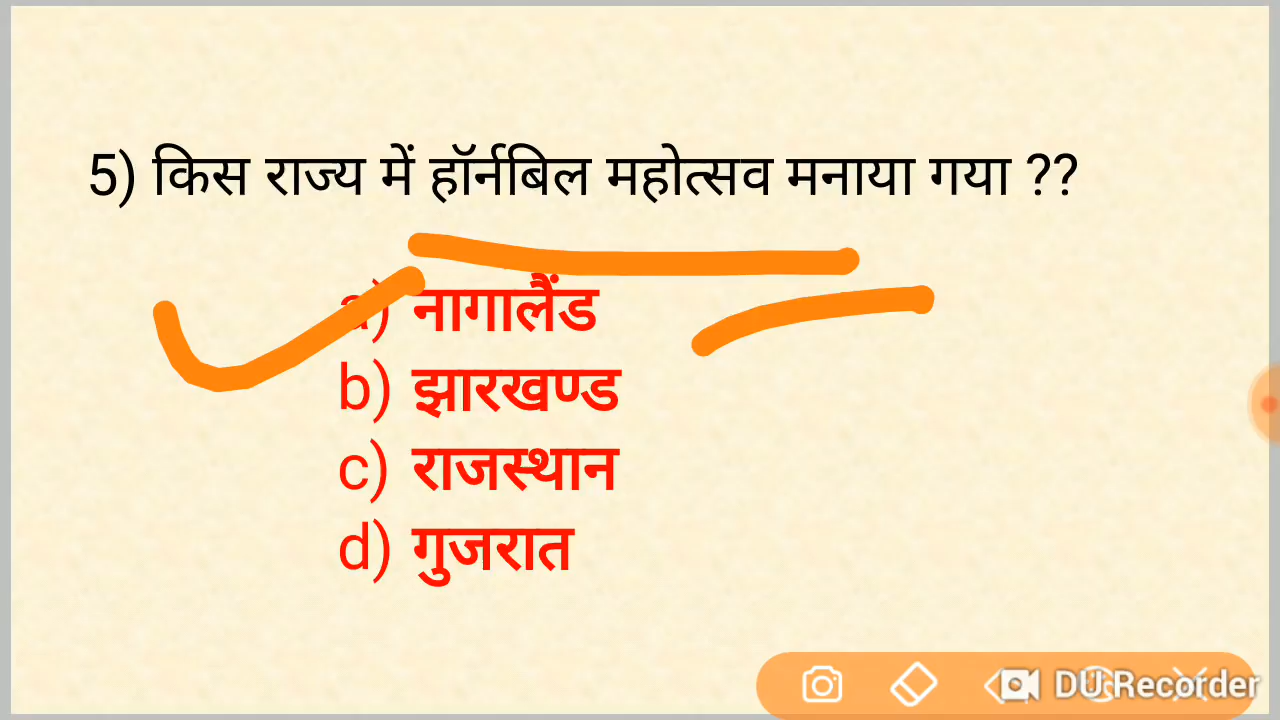 5) किस राज्य में हॉर्नबिल महोत्सव मनाया गया ??
a) नागालैंड
b) झारखण्ड
c) राजस्थान
d) गुजरात
DU Recorder